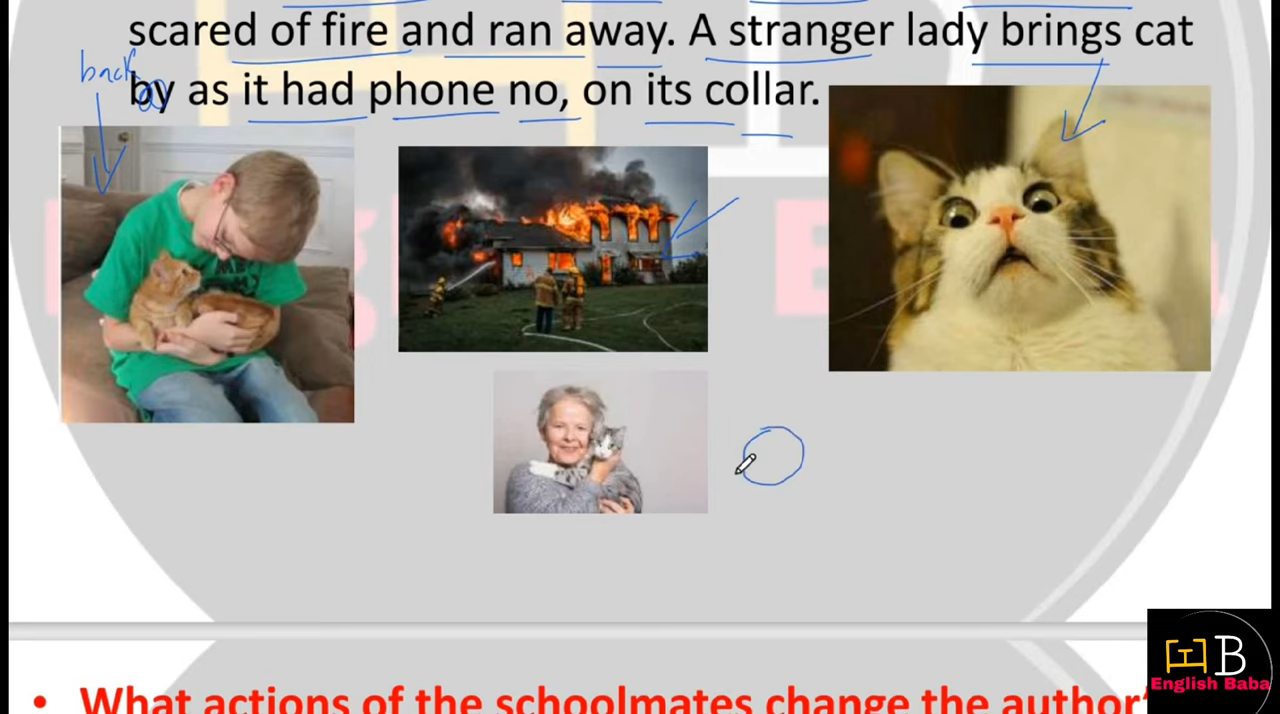 scared of fire and ran away. A stranger lady brings cat
back
by as it had phone no, on its collar.
• What actions of the schoolmates change the author'
EB
English Baba